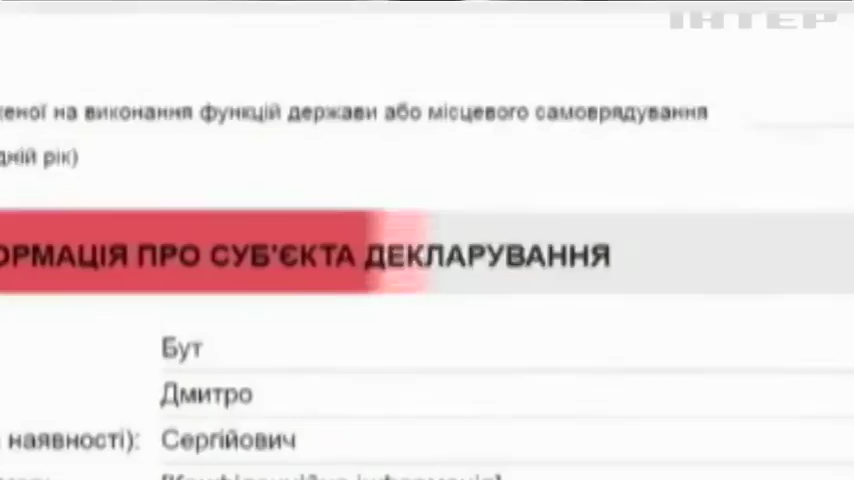 ІНТЕР
еної на виконання функцій держави або місцевого самоврядування
дній рік)
ОРМАЦІЯ ПРО СУБ'ЄКТА ДЕКЛАРУВАННЯ
Бут
Дмитро
наявності): Сергійович